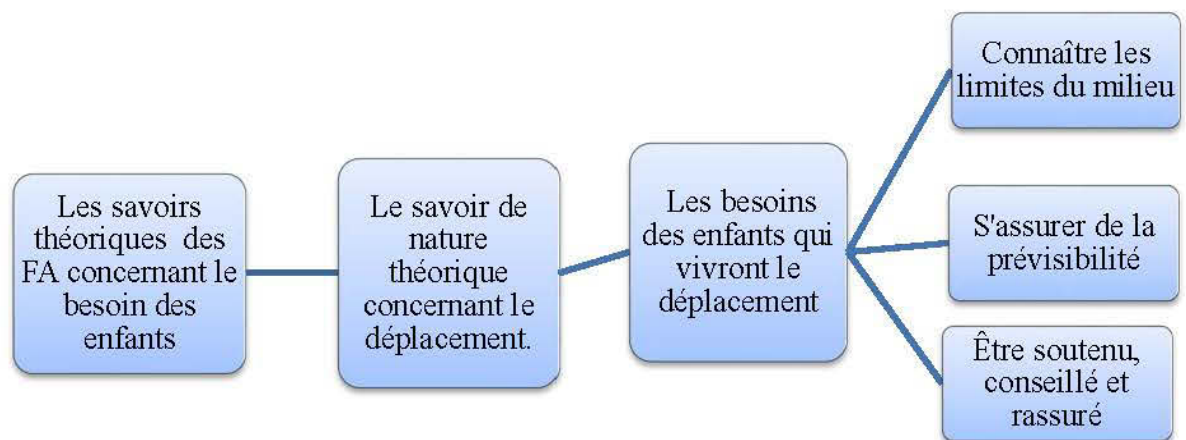 Les savoirs
théoriques des
FA concernant le
besoin des
enfants
Le savoir de
nature
théorique
concernant le
déplacement.
Les besoins
des enfants qui
vivront le
déplacement
Connaître les
limites du milieu
S'assurer de la
prévisibilité
Être soutenu,
conseillé et
rassuré